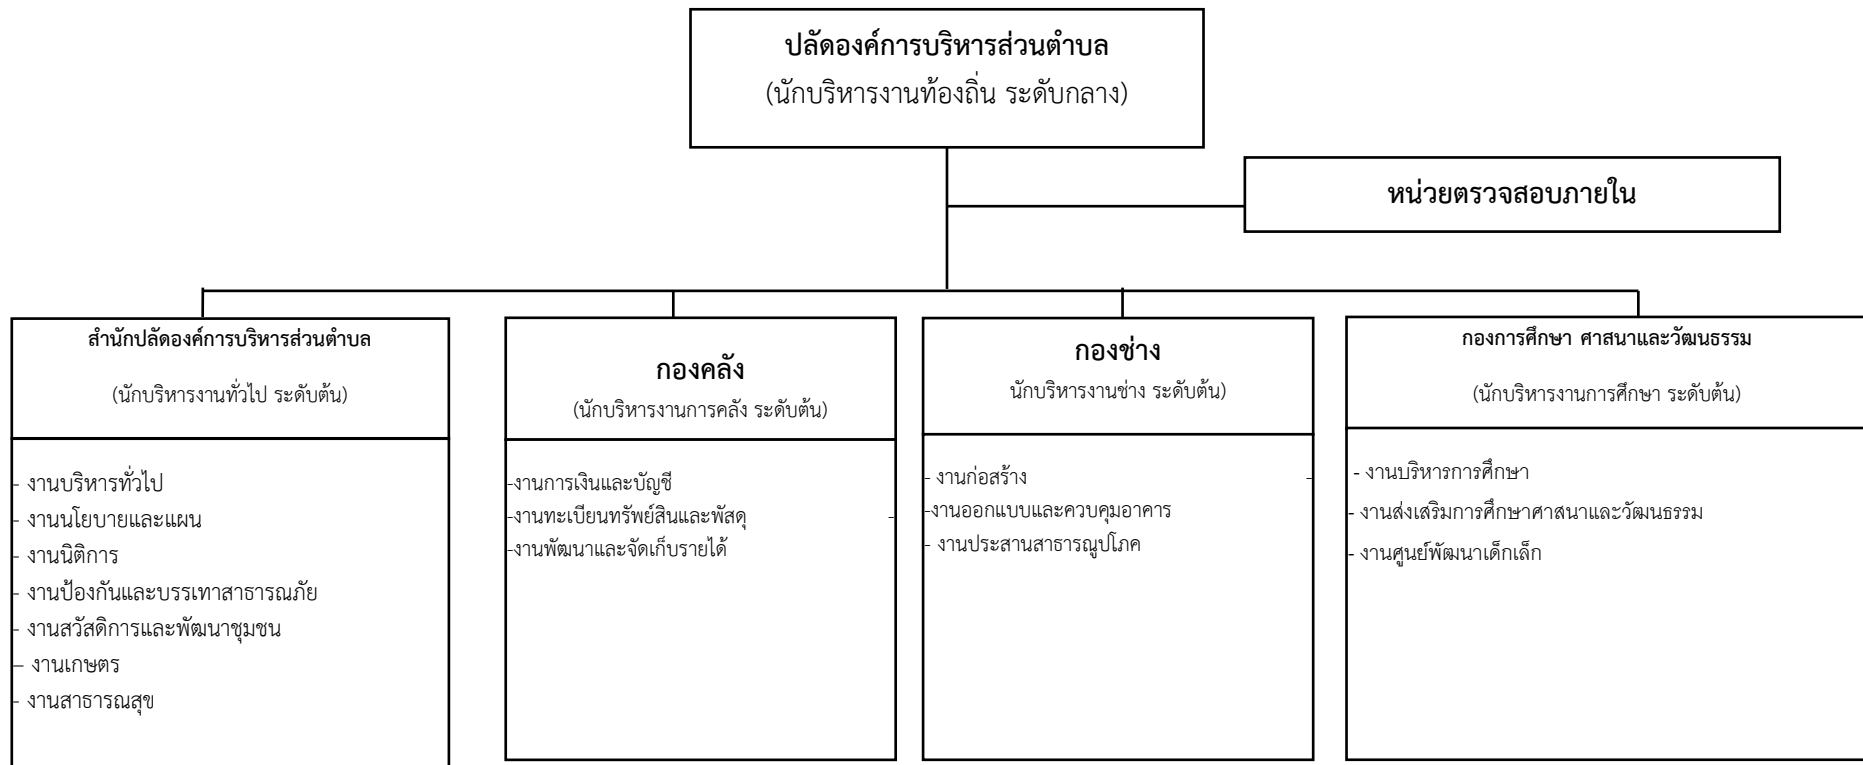 ปลัดองค์การบริหารส่วนตำบล
(นักบริหารงานท้องถิ่น ระดับกลาง)
หน่วยตรวจสอบภายใน
สำนักปลัดองค์การบริหารส่วนตำบล
(นักบริหารงานทั่วไป ระดับต้น)
- งานบริหารทั่วไป
- งานนโยบายและแผน
- งานนิติการ
- งานป้องกันและบรรเทาสาธารณภัย
- งานสวัสดิการและพัฒนาชุมชน
– งานเกษตร
- งานสาธารณสุข
กองคลัง
(นักบริหารงานการคลัง ระดับต้น)
-งานการเงินและบัญชี
-งานทะเบียนทรัพย์สินและพัสดุ -
-งานพัฒนาและจัดเก็บรายได้
กองช่าง
นักบริหารงานช่าง ระดับต้น)
- งานก่อสร้าง -
-งานออกแบบและควบคุมอาคาร
- งานประสานสาธารณูปโภค
กองการศึกษา ศาสนาและวัฒนธรรม
(นักบริหารงานการศึกษา ระดับต้น)
- งานบริหารการศึกษา
- งานส่งเสริมการศึกษาศาสนาและวัฒนธรรม
- งานศูนย์พัฒนาเด็กเล็ก